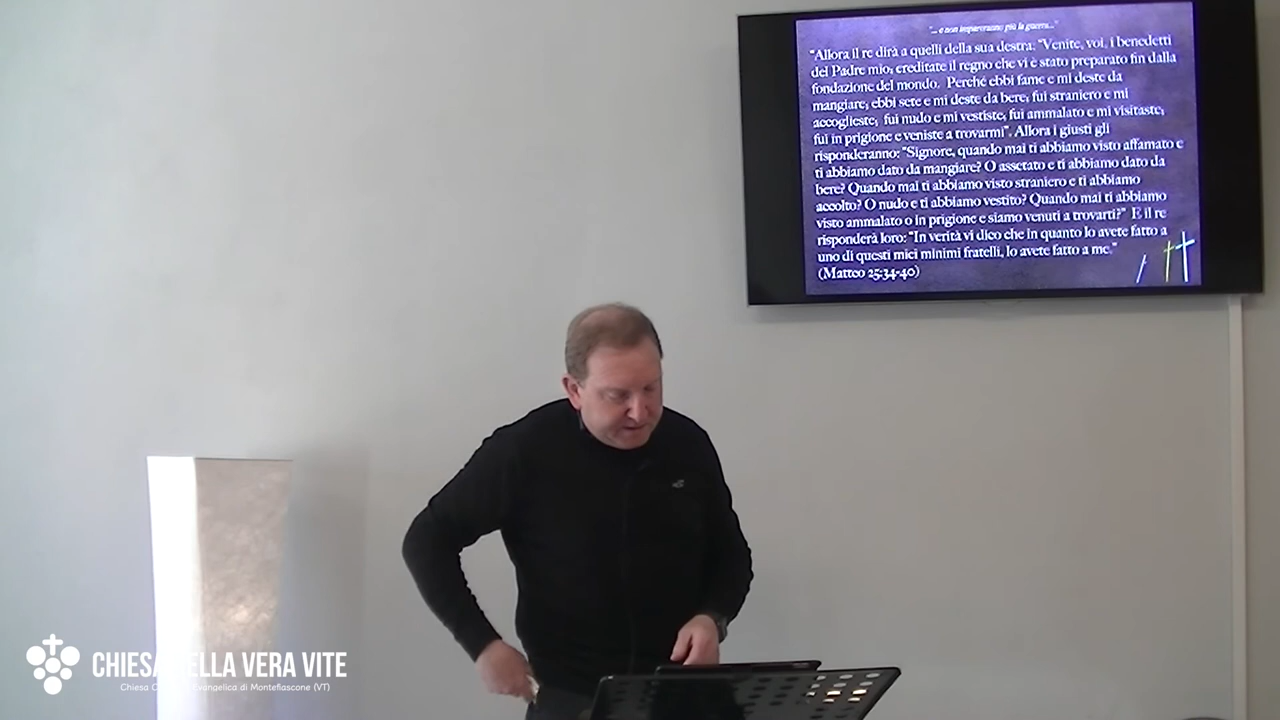 "... e non impareranno più la guerra..."
"Allora il re dirà a quelli della sua destra: "Venite, voi, i benedetti
del Padre mio; ereditate il regno che vi è stato preparato fin dalla
fondazione del mondo. Perché ebbi fame e mi deste da
mangiare; ebbi sete e mi deste da bere; fui straniero e mi
accoglieste; fui nudo e mi vestiste; fui ammalato e mi visitaste;
fui in prigione e veniste a trovarmi". Allora i giusti gli
risponderanno: "Signore, quando mai ti abbiamo visto affamato e
ti abbiamo dato da mangiare? O assetato e ti abbiamo dato da
bere? Quando mai ti abbiamo visto straniero e ti abbiamo
accolto? O nudo e ti abbiamo vestito? Quando mai ti abbiamo
visto ammalato o in prigione e siamo venuti a trovarti?" E il re
risponderà loro: "In verità vi dico che in quanto lo avete fatto a
uno di questi miei minimi fratelli, lo avete fatto a me."
(Matteo 25:34-40)
CHIESA ELLA VERA VITE
Chiesa C Evangelica di Montefiascone (VT)